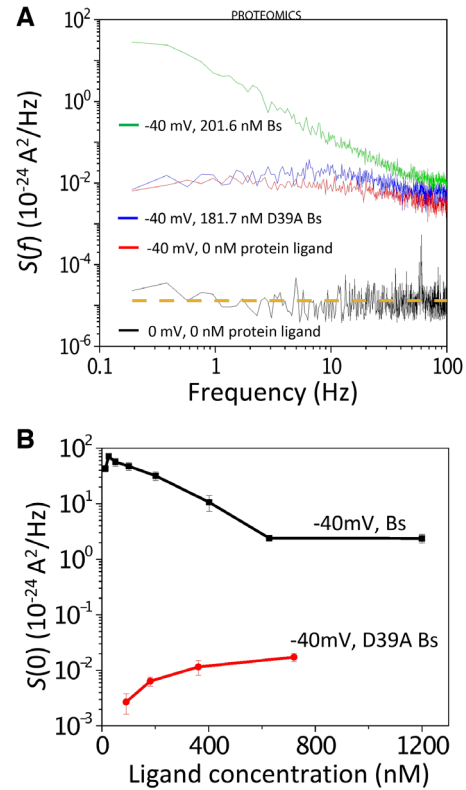 PROTEOMICS
A
S(f) (10⁻²⁴ A²/Hz)
10²
10⁰
10⁻²
10⁻⁴
10⁻⁶
-40 mV, 201.6 nM Bs
-40 mV, 181.7 nM D39A Bs
-40 mV, 0 nM protein ligand
0 mV, 0 nM protein ligand
0.1 1 10 100
Frequency (Hz)
B
S(0) (10⁻²⁴ A²/Hz)
10²
10¹
10⁰
10⁻¹
10⁻²
10⁻³
-40mV, Bs
-40mV, D39A Bs
0 400 800 1200
Ligand concentration (nM)